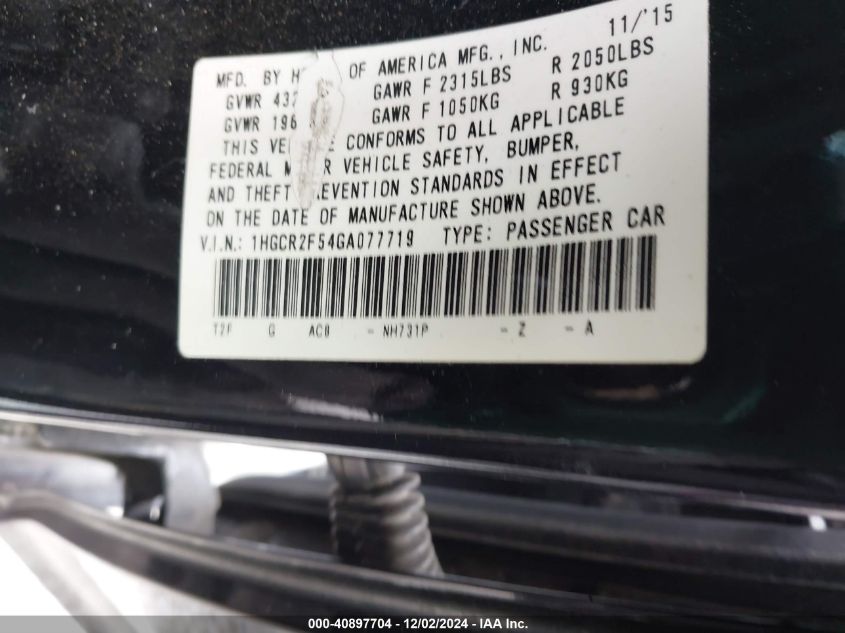 11/'15
MFD. BY H OF AMERICA MFG., INC.
GVWR 43 GAWR F 2315LBS R 2050LBS
GVWR 196 GAWR F 1050KG R 930KG
THIS VE CONFORMS TO ALL APPLICABLE
FEDERAL R VEHICLE SAFETY, BUMPER,
AND THEFT EVENTION STANDARDS IN EFFECT
ON THE DATE OF MANUFACTURE SHOWN ABOVE.
V.I.N.: 1HGCR2F54GA077719 TYPE: PASSENGER CAR
T2F G AC8 - NH731P - Z - A
000-40897704 - 12/02/2024 - IAA Inc.